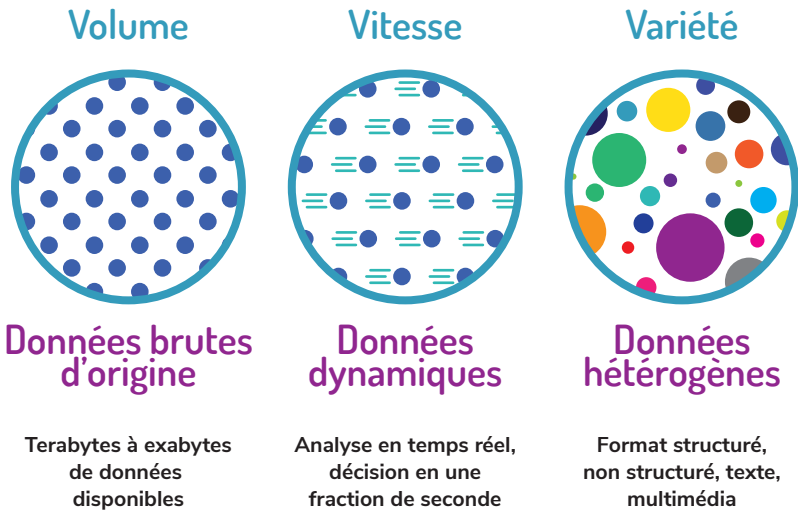 Volume
Données brutes
d'origine
Terabytes à exabytes
de données
disponibles
Vitesse
Données
dynamiques
Analyse en temps réel,
décision en une
fraction de seconde
Variété
Données
hétérogènes
Format structuré,
non structuré, texte,
multimédia